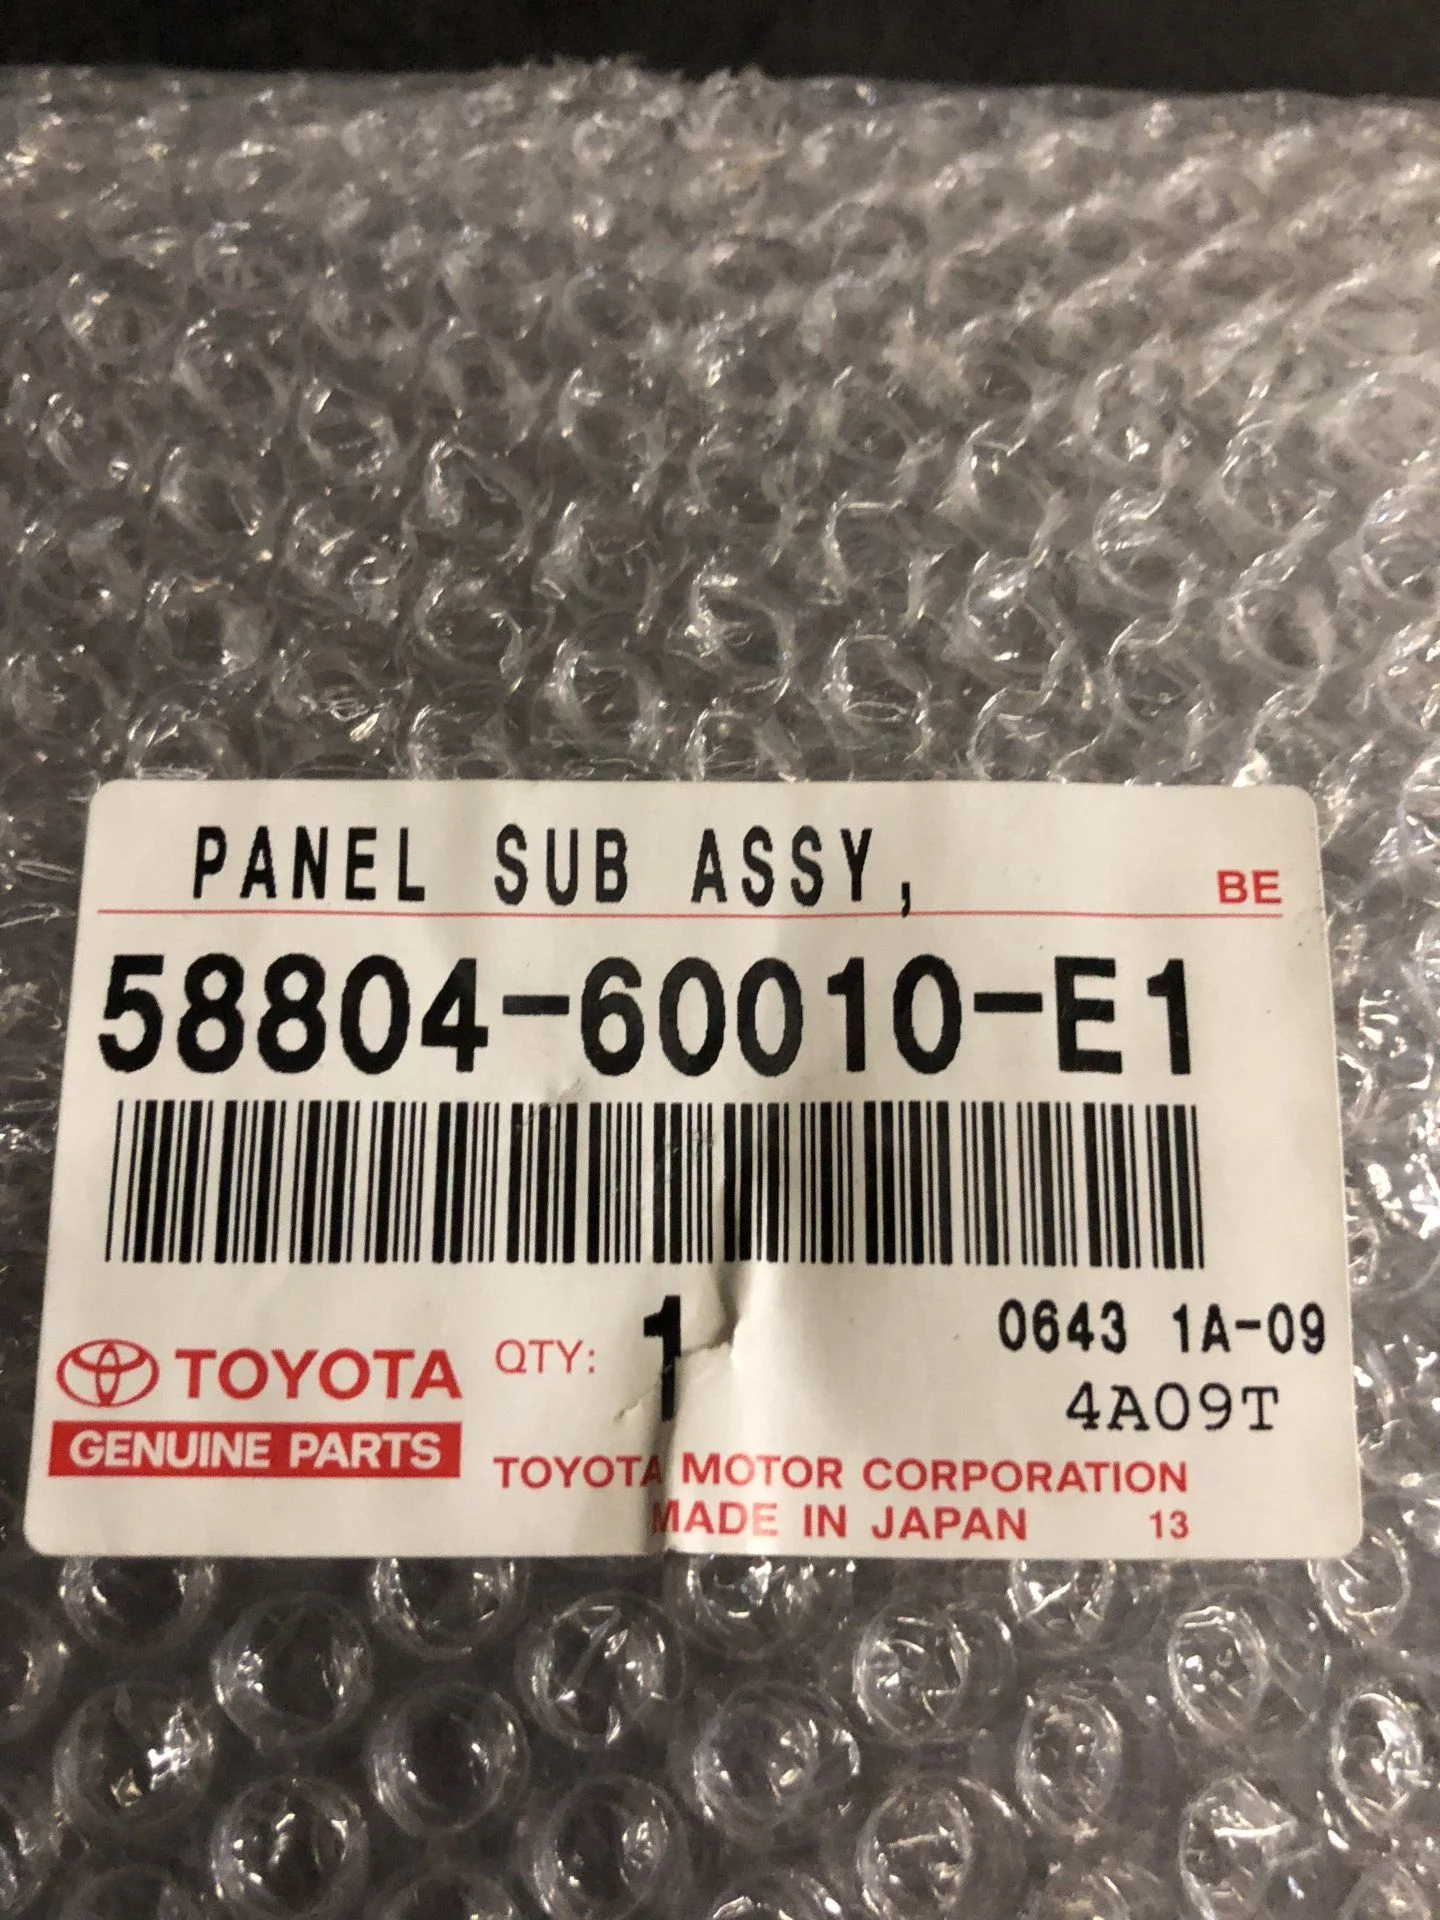 PANEL SUB ASSY,
BE
58804-60010-E1
QTY: 1
0643 1A-09
4A09T
TOYOTA
GENUINE PARTS
TOYOTA MOTOR CORPORATION
MADE IN JAPAN 13